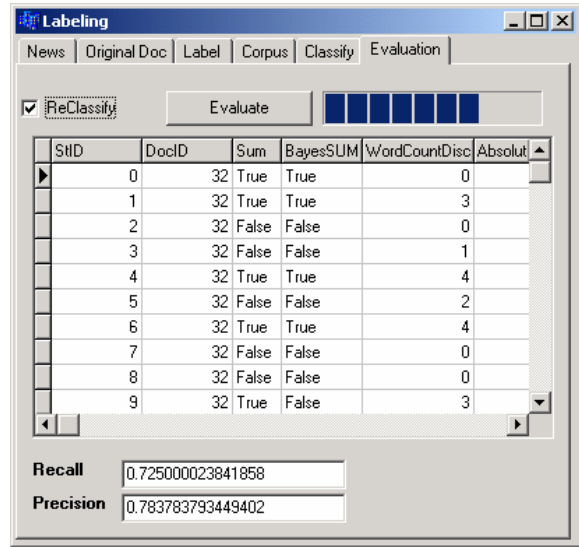 Labeling
News Original Doc Label Corpus Classify Evaluation
ReClassify Evaluate
StID DocID Sum BayesSUM WordCountDisc Absolut
0 32 True True 0
1 32 True True 3
2 32 False False 0
3 32 False False 1
4 32 True True 4
5 32 False False 2
6 32 True True 4
7 32 False False 0
8 32 False False 0
9 32 True False 3
Recall 0.725000023841858
Precision 0.783783793449402